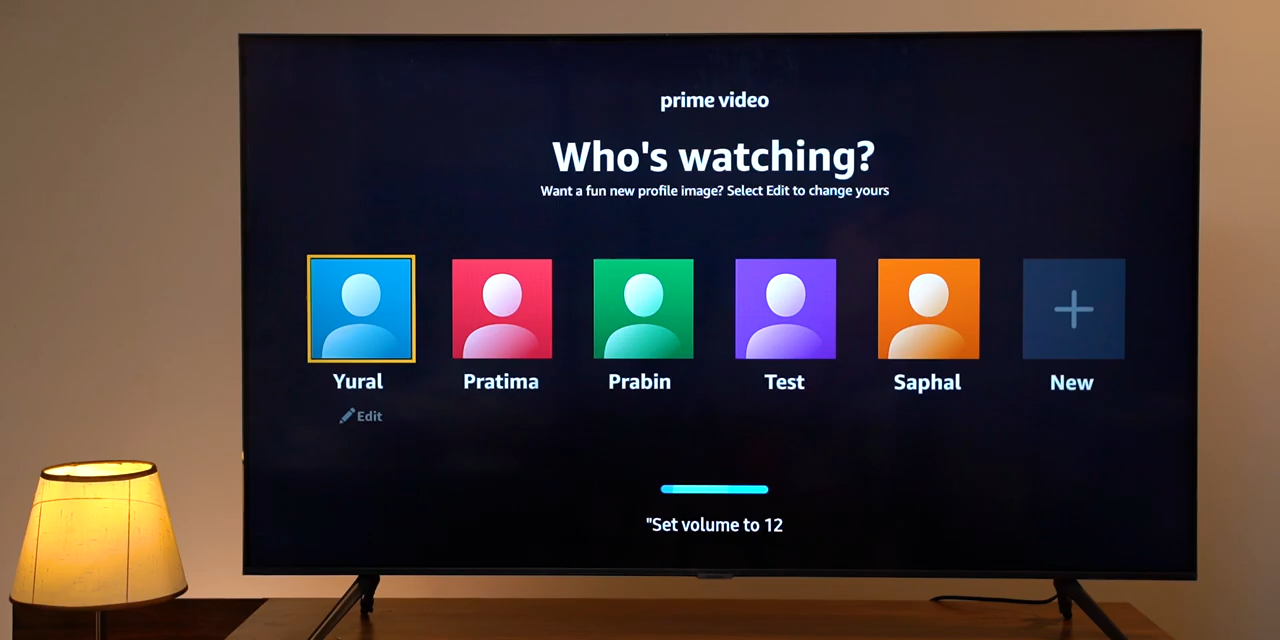 prime video
Who's watching?
Want a fun new profile image? Select Edit to change yours
Yural Pratima Prabin Test Saphal New
Edit
"Set volume to 12